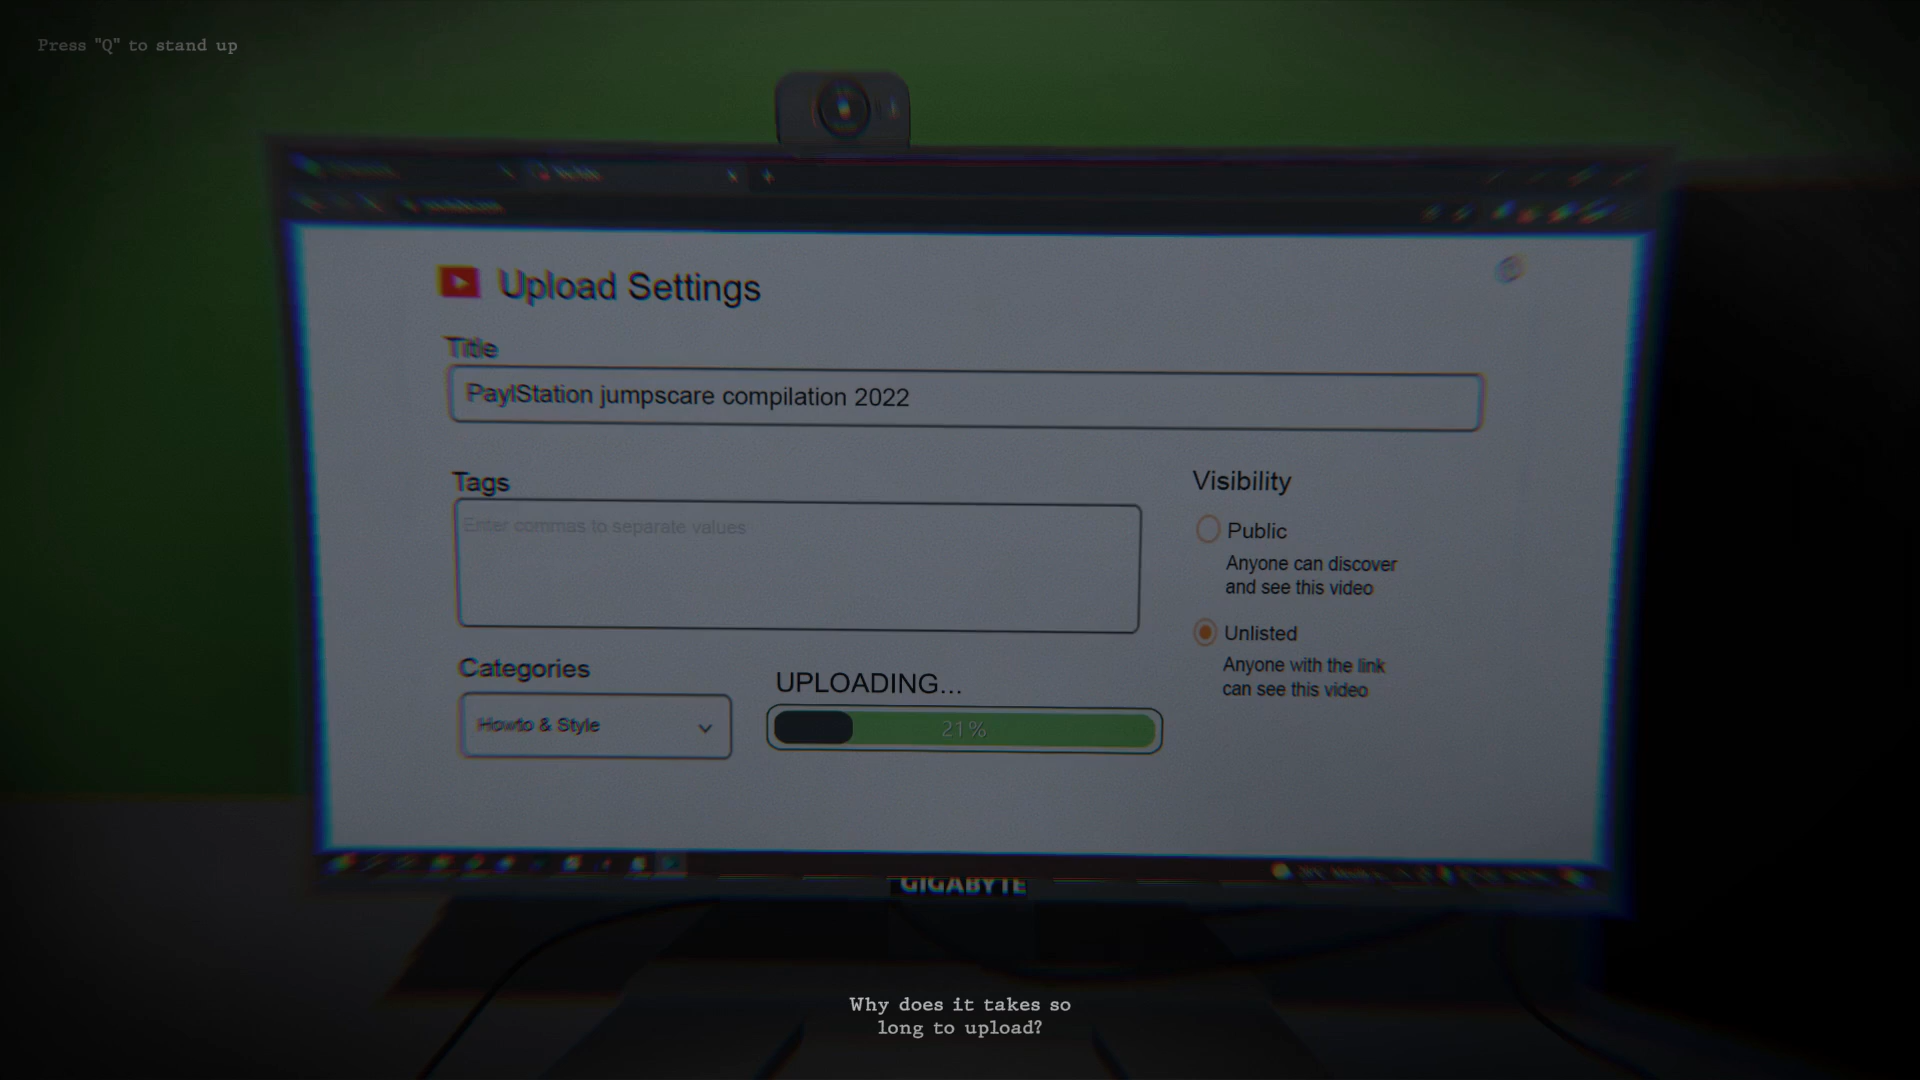 Press "Q" to stand up
Upload Settings
Title
PaylStation jumpscare compilation 2022
Tags
Enter commas to separate values
Visibility
Public
Anyone can discover
and see this video
Unlisted
Anyone with the link
can see this video
Categories
Howto & Style
UPLOADING...
21%
GIGABYTE
Why does it takes so
long to upload?